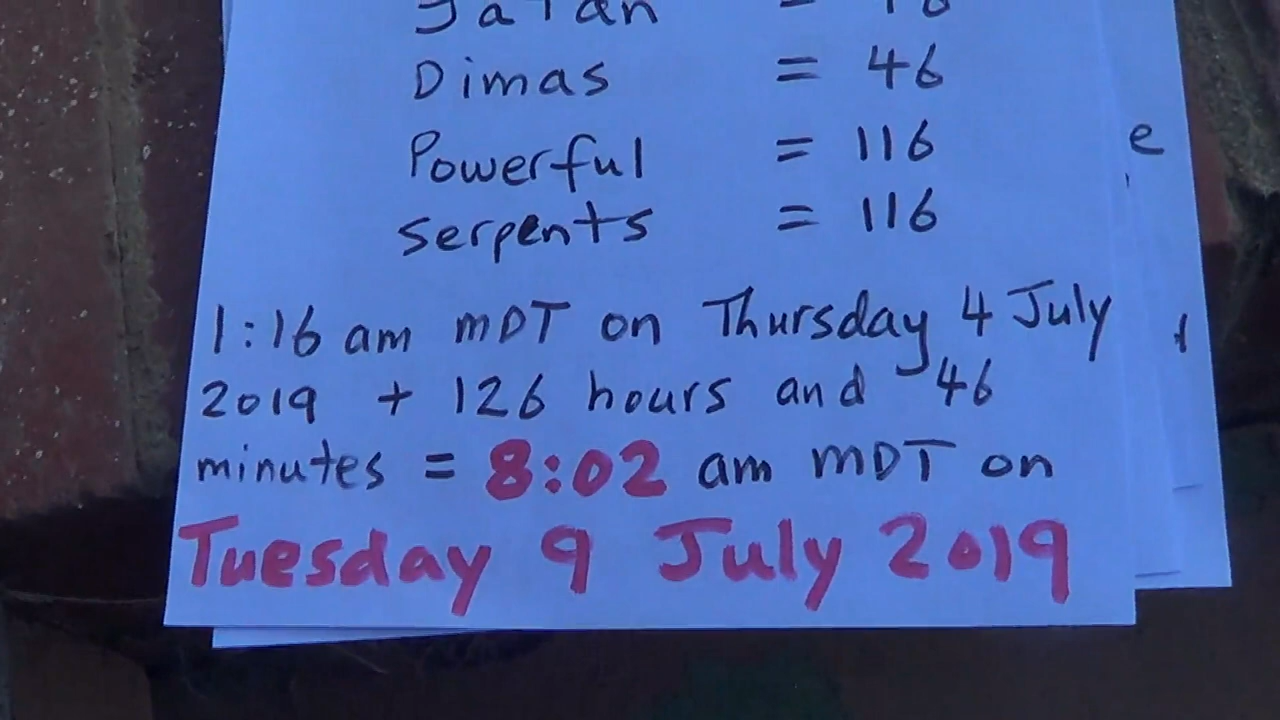 Dimas = 46
Powerful = 116
serpents = 116
1:16 am MDT on Thursday 4 July
2019 + 126 hours and 46
minutes = 8:02 am MDT on
Tuesday 9 July 2019
e